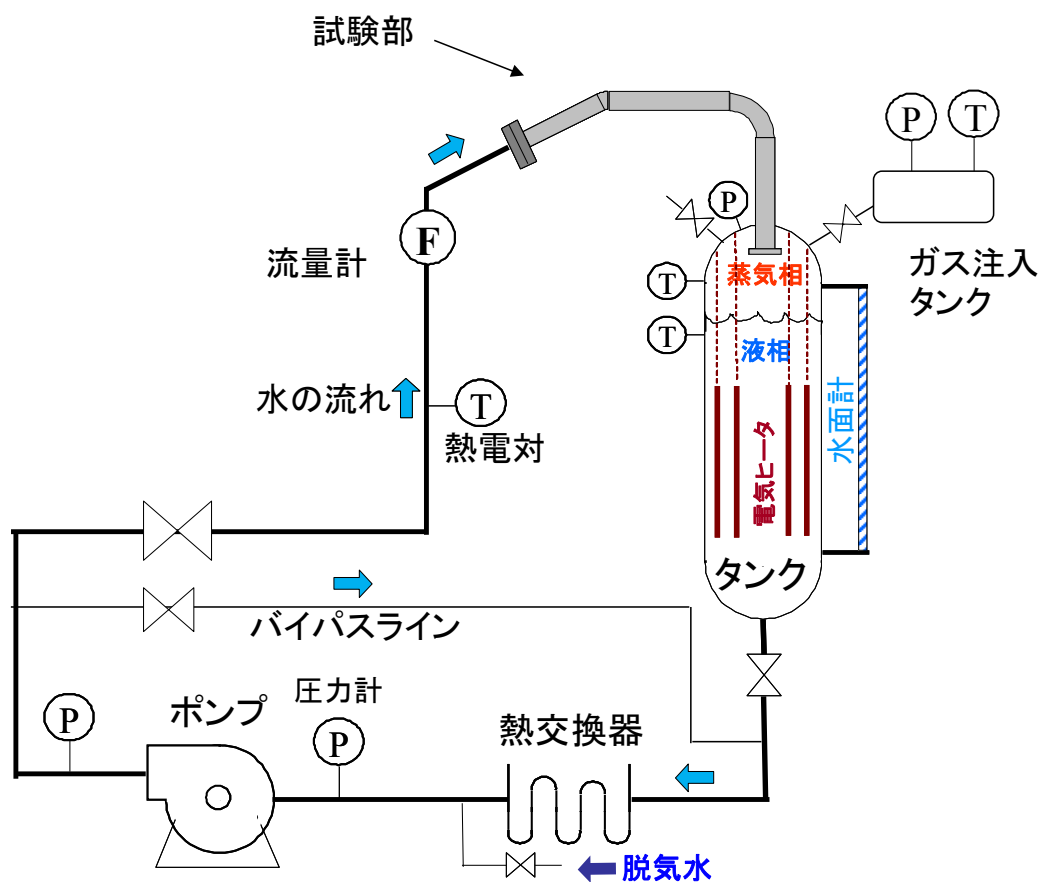 試験部
P
T
P
F
流量計
ガス注入
タンク
蒸気相
T
T
液相
水の流れ
T
熱電対
水面計
電気ヒータ
タンク
バイパスライン
P
ポンプ
圧力計
P
熱交換器
脱気水